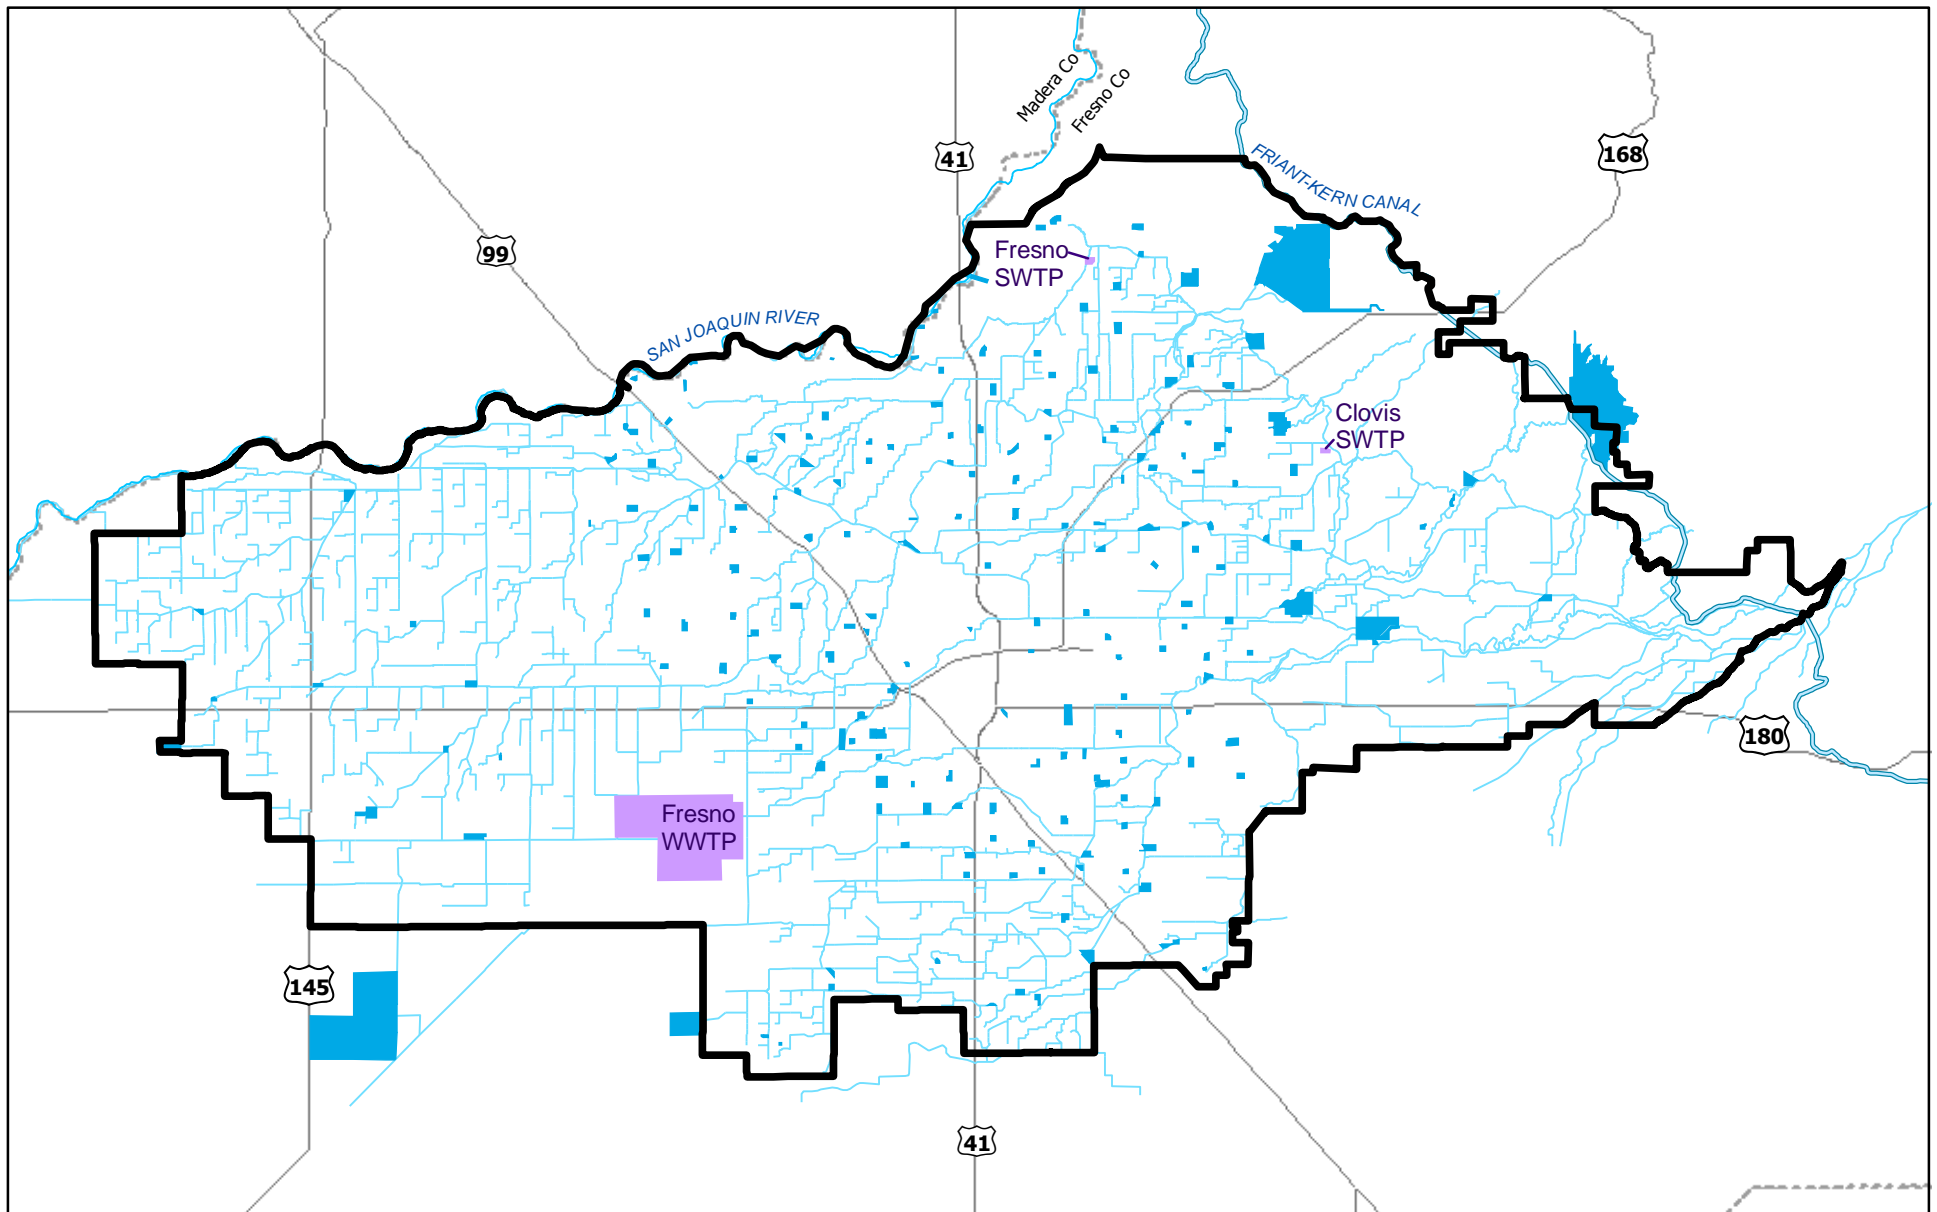 Madera Co
Fresno Co
41
168
FRIANT-KERN CANAL
99
Fresno
SWTP
SAN JOAQUIN RIVER
Clovis
SWTP
180
Fresno
WWTP
145
41